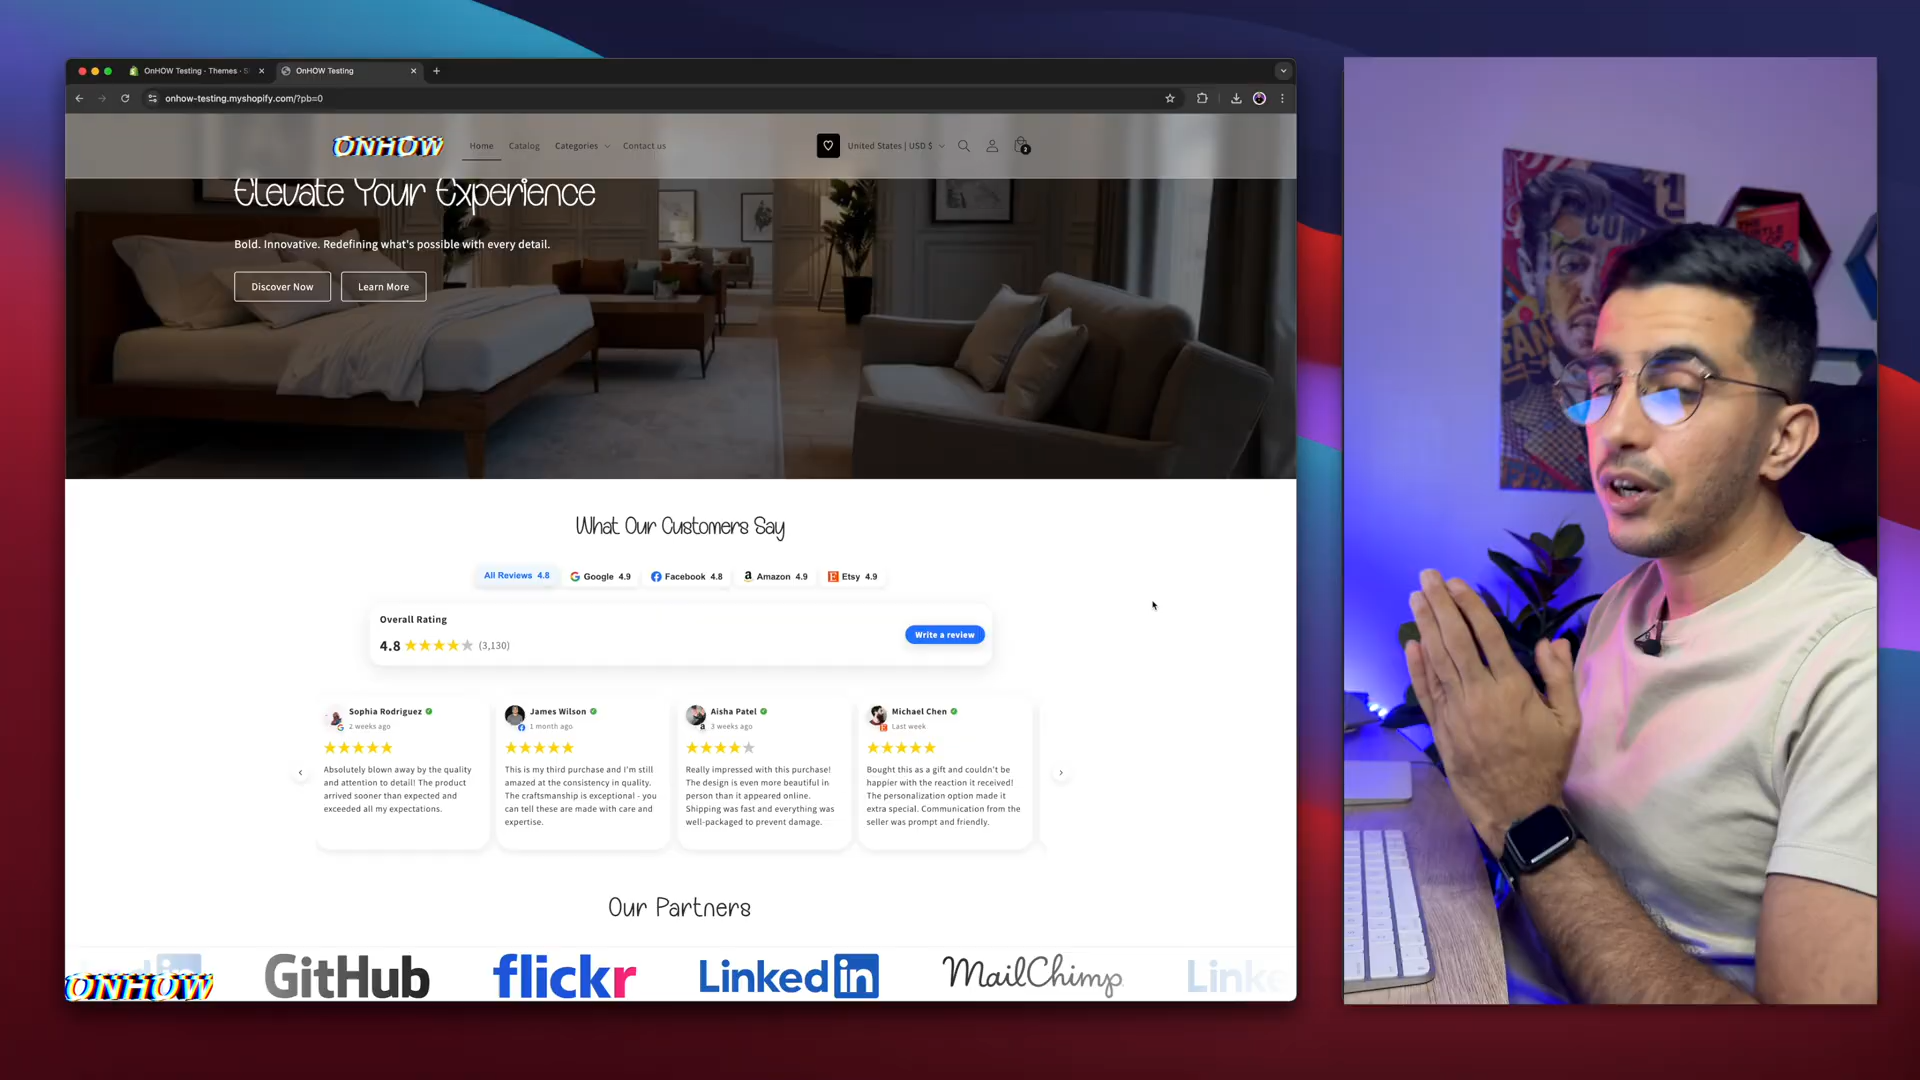 OnHOW Testing · Themes · S
OnHOW Testing
onhow-testing.myshopify.com/?pb=0
ONHOW
Home
Catalog
Categories
Contact us
United States | USD $
2
Elevate Your Experience
Bold. Innovative. Redefining what's possible with every detail.
Discover Now
Learn More
What Our Customers Say
All Reviews 4.8
Google 4.9
Facebook 4.8
Amazon 4.9
Etsy 4.9
Overall Rating
4.8
(3,130)
Write a review
Sophia Rodriguez
2 weeks ago
Absolutely blown away by the quality
and attention to detail! The product
arrived sooner than expected and
exceeded all my expectations.
James Wilson
1 month ago
This is my third purchase and I'm still
amazed at the consistency in quality.
The craftsmanship is exceptional - you
can tell these are made with care and
expertise.
Aisha Patel
3 weeks ago
Really impressed with this purchase!
The design is even more beautiful in
person than it appeared online.
Shipping was fast and everything was
well-packaged to prevent damage.
Michael Chen
Last week
Bought this as a gift and couldn't be
happier with the reaction it received!
The personalization option made it
extra special. Communication from the
seller was prompt and friendly.
Our Partners
ONHOW
GitHub
flickr
LinkedIn
MailChimp
Linke
FAN